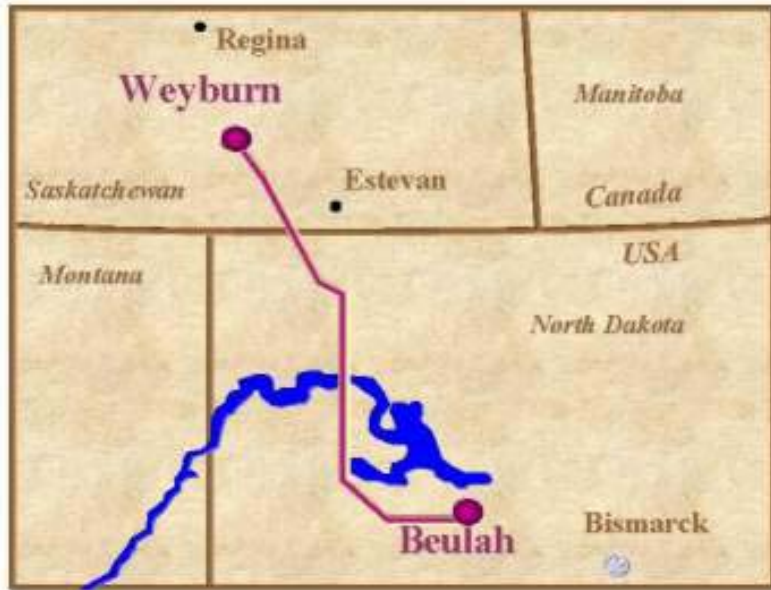 Regina
Weyburn
Manitoba
Saskatchewan
Estevan
Canada
USA
Montana
North Dakota
Beulah
Bismarck